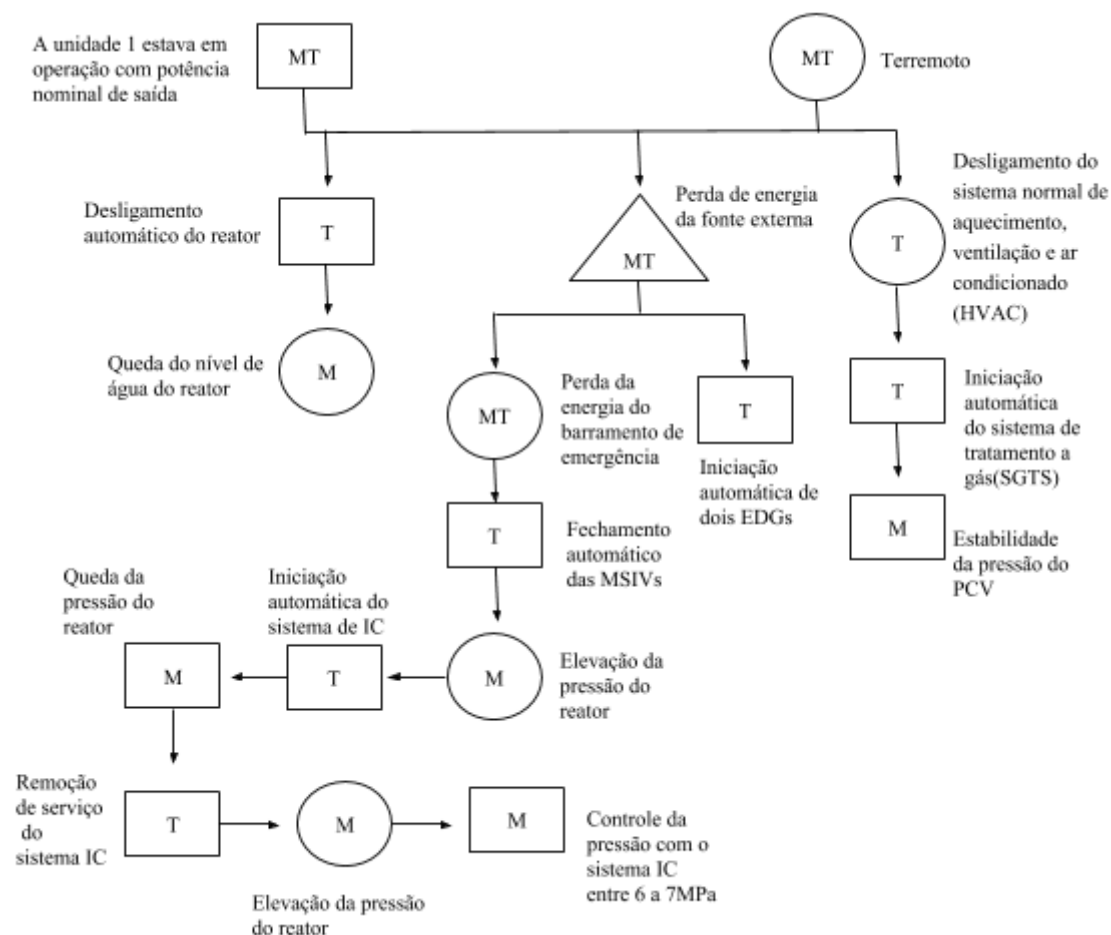 A unidade 1 estava em
operação com potência
nominal de saída
MT
MT
Terremoto
Desligamento
automático do reator
T
Perda de energia
da fonte externa
MT
T
Desligamento do
sistema normal de
aquecimento,
ventilação e ar
condicionado
(HVAC)
Queda do nível de
água do reator
M
MT
Perda da
energia do
barramento de
emergência
T
Iniciação
automática de
dois EDGs
T
Iniciação
automática
do sistema de
tratamento a
gás(SGTS)
T
Fechamento
automático
das MSIVs
M
Estabilidade
da pressão do
PCV
Queda da
pressão do
reator
M
Iniciação
automática do
sistema de IC
T
M
Elevação da
pressão do
reator
Remoção
de serviço
do
sistema IC
T
M
Elevação da pressão
do reator
M
Controle da
pressão com o
sistema IC
entre 6 a 7MPa